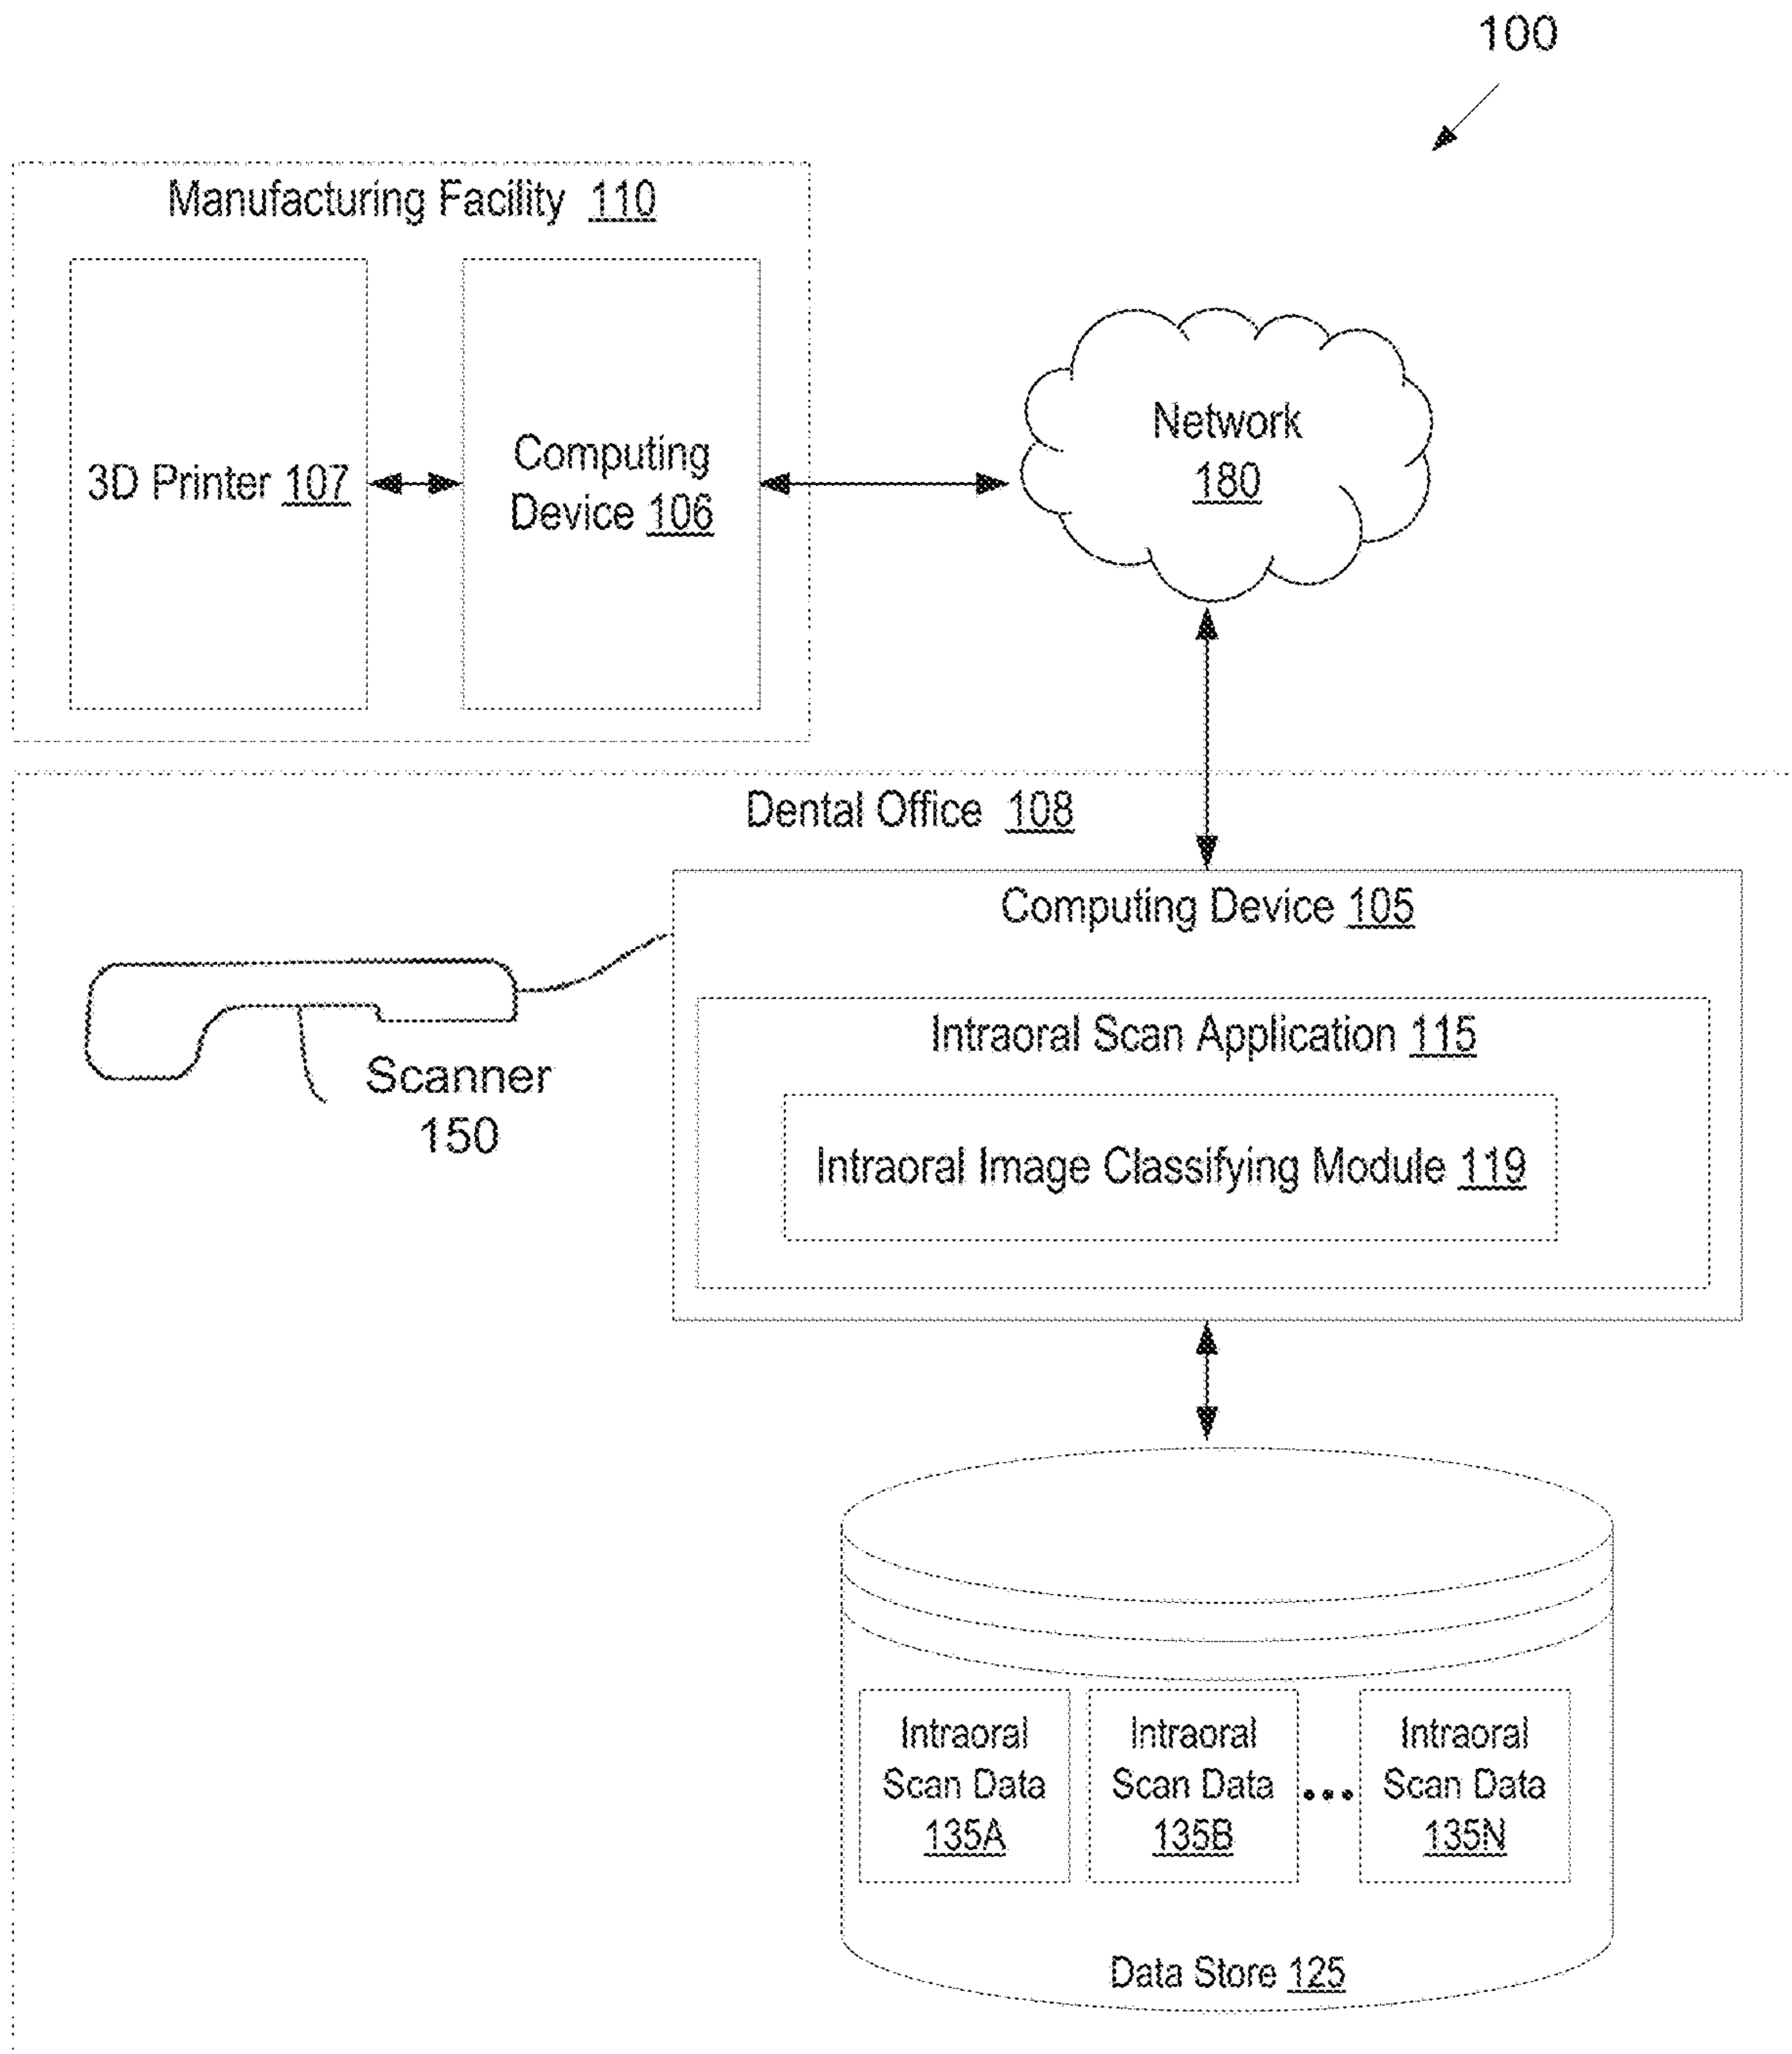 100
Manufacturing Facility 110
3D Printer 107
Computing
Device 106
Network
180
Dental Office 108
Computing Device 105
Intraoral Scan Application 115
Intraoral Image Classifying Module 119
Scanner
150
Intraoral
Scan Data
135A
Intraoral
Scan Data
135B
...
Intraoral
Scan Data
135N
Data Store 125